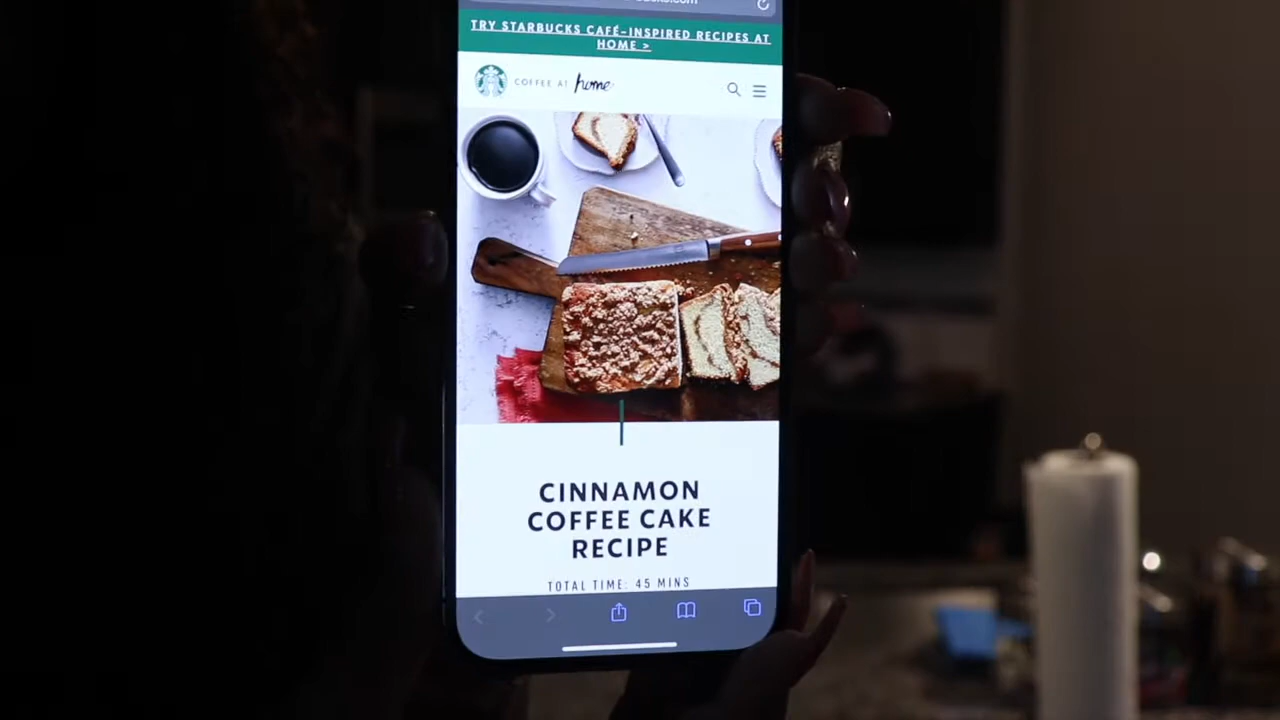 TRY STARBUCKS CAFÉ-INSPIRED RECIPES AT
HOME >
COFFEE AT home
CINNAMON
COFFEE CAKE
RECIPE
TOTAL TIME: 45 MINS